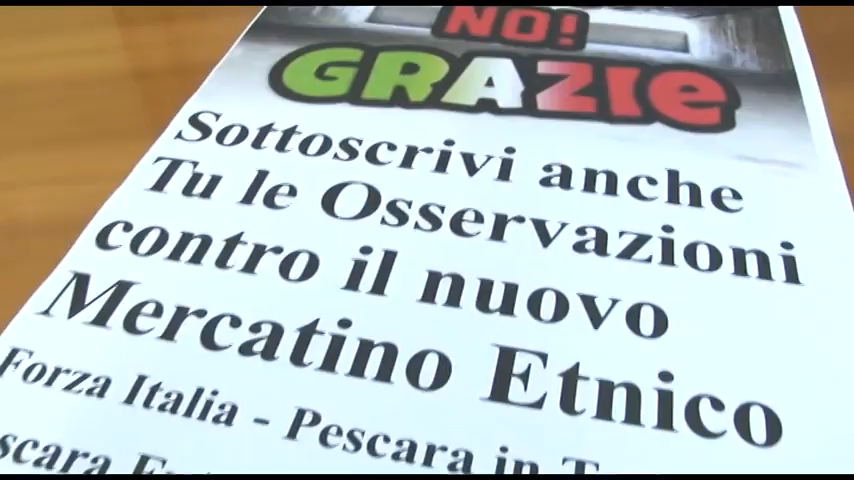 NO!
GRAZIE
Sottoscrivi anche
Tu le Osservazioni
contro il nuovo
Mercatino Etnico
Forza Italia - Pescara in